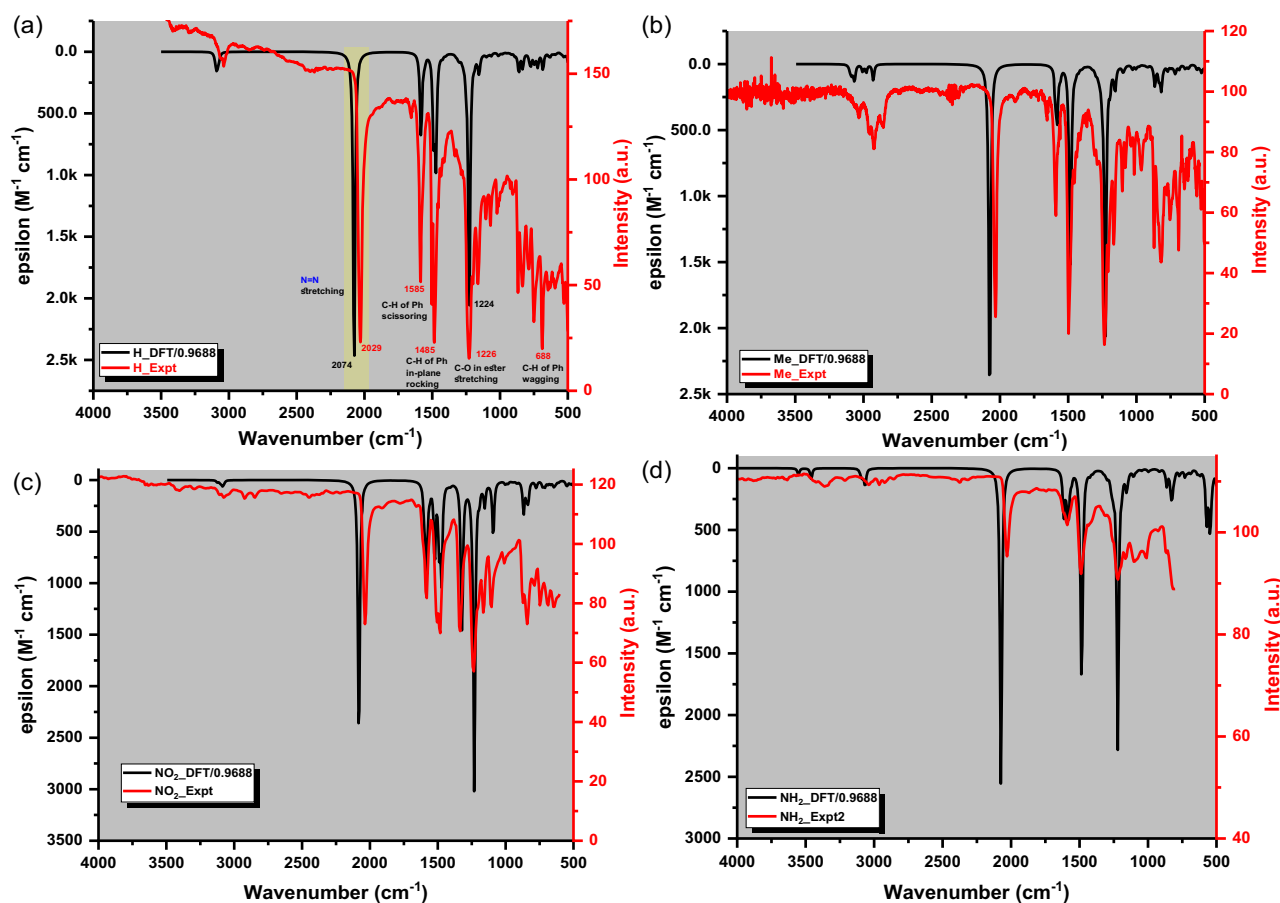 (a)
0.0
500.0
1.0k
1.5k
2.0k
2.5k
epsilon (M⁻¹ cm⁻¹)
N=N
stretching
2074
2029
1585
C-H of Ph
scissoring
1485
C-H of Ph
in-plane
rocking
1224
1226
C-O in ester
stretching
688
C-H of Ph
wagging
H_DFT/0.9688
H_Expt
150
100
50
0
Intensity (a.u.)
4000 3500 3000 2500 2000 1500 1000 500
Wavenumber (cm⁻¹)
(b)
0.0
500.0
1.0k
1.5k
2.0k
2.5k
epsilon (M⁻¹ cm⁻¹)
Me_DFT/0.9688
Me_Expt
120
100
80
60
40
20
0
Intensity (a.u.)
4000 3500 3000 2500 2000 1500 1000 500
Wavenumber (cm⁻¹)
(c)
0
500
1000
1500
2000
2500
3000
3500
epsilon (M⁻¹ cm⁻¹)
NO₂_DFT/0.9688
NO₂_Expt
120
100
80
60
40
20
0
Intensity (a.u.)
4000 3500 3000 2500 2000 1500 1000 500
Wavenumber (cm⁻¹)
(d)
0
500
1000
1500
2000
2500
3000
epsilon (M⁻¹ cm⁻¹)
NH₂_DFT/0.9688
NH₂_Expt2
100
80
60
40
Intensity (a.u.)
4000 3500 3000 2500 2000 1500 1000 500
Wavenumber (cm⁻¹)